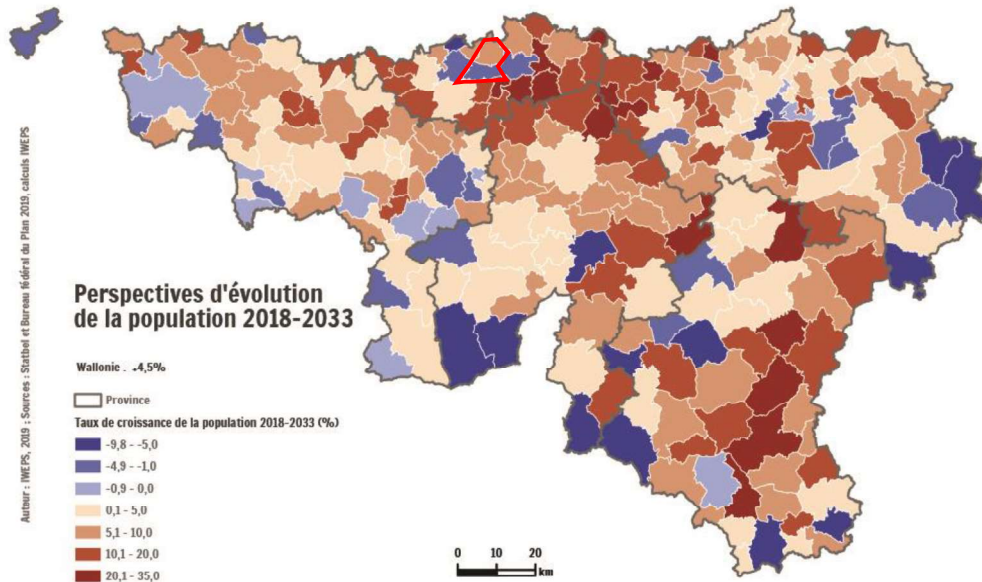 Perspectives d'évolution
de la population 2018-2033
Wallonie . +4,5%
Province
Taux de croissance de la population 2018-2033 (%)
-9,8 - -5,0
-4,9 - -1,0
-0,9 - 0,0
0,1 - 5,0
5,1 - 10,0
10,1 - 20,0
20,1 - 35,0
0 10 20
km
Auteur : IWEPS, 2019 ; Sources : Statbel et Bureau fédéral du Plan 2019, calculs IWEPS